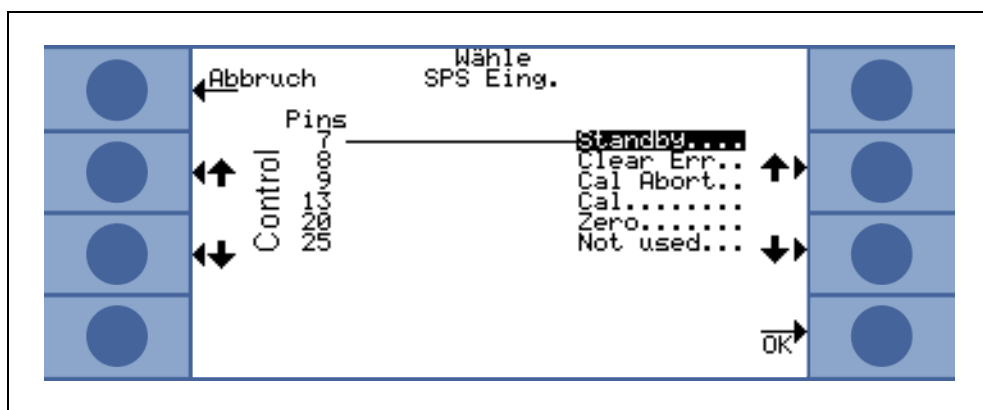 Wähle
SPS Eing.
Abbruch
Pins
Control
7 Standby....
8 Clear Err..
9 Cal Abort..
13 Cal........
20 Zero.......
25 Not used...
OK